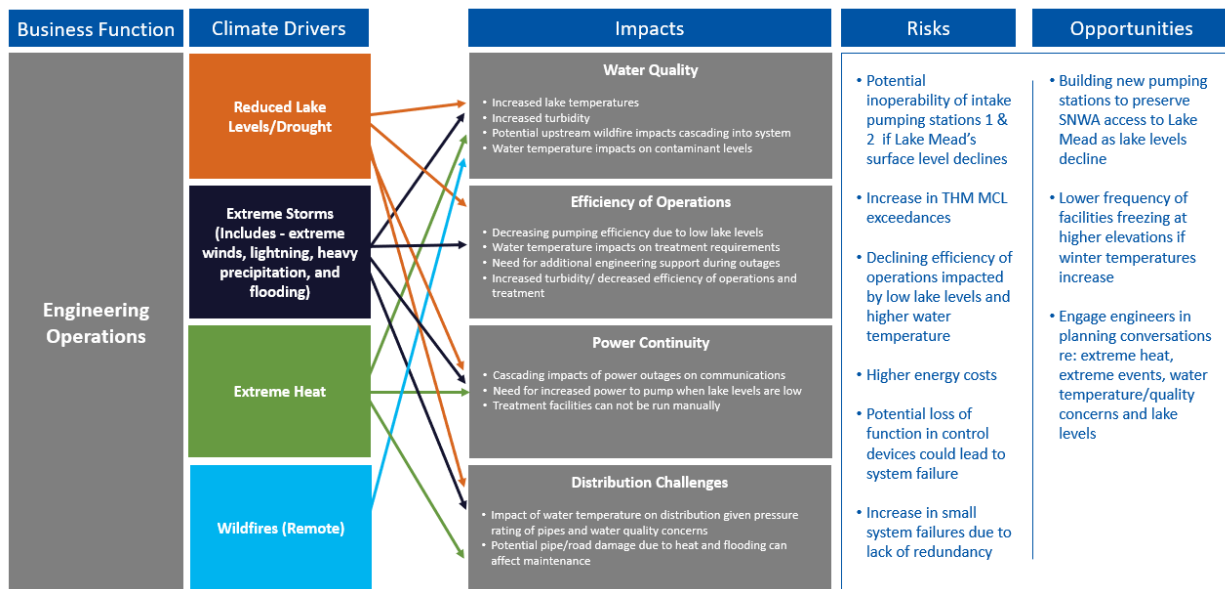 Business Function
Climate Drivers
Impacts
Risks
Opportunities
Engineering
Operations
Reduced Lake
Levels/Drought
Extreme Storms
(Includes - extreme
winds, lightning, heavy
precipitation, and
flooding)
Extreme Heat
Wildfires (Remote)
Water Quality
• Increased lake temperatures
• Increased turbidity
• Potential upstream wildfire impacts cascading into system
• Water temperature impacts on contaminant levels
Efficiency of Operations
• Decreasing pumping efficiency due to low lake levels
• Water temperature impacts on treatment requirements
• Need for additional engineering support during outages
• Increased turbidity/ decreased efficiency of operations and
treatment
Power Continuity
• Cascading impacts of power outages on communications
• Need for increased power to pump when lake levels are low
• Treatment facilities can not be run manually
Distribution Challenges
• Impact of water temperature on distribution given pressure
rating of pipes and water quality concerns
• Potential pipe/road damage due to heat and flooding can
affect maintenance
• Potential
inoperability of intake
pumping stations 1 &
2 if Lake Mead’s
surface level declines
• Increase in THM MCL
exceedances
• Declining efficiency of
operations impacted
by low lake levels and
higher water
temperature
• Higher energy costs
• Potential loss of
function in control
devices could lead to
system failure
• Increase in small
system failures due to
lack of redundancy
• Building new pumping
stations to preserve
SNWA access to Lake
Mead as lake levels
decline
• Lower frequency of
facilities freezing at
higher elevations if
winter temperatures
increase
• Engage engineers in
planning conversations
re: extreme heat,
extreme events, water
temperature/quality
concerns and lake
levels